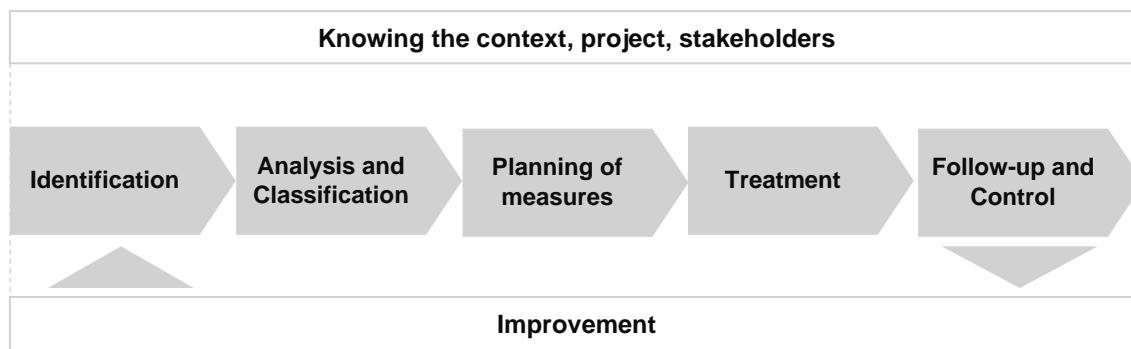 Knowing the context, project, stakeholders
Identification
Analysis and
Classification
Planning of
measures
Treatment
Follow-up and
Control
Improvement